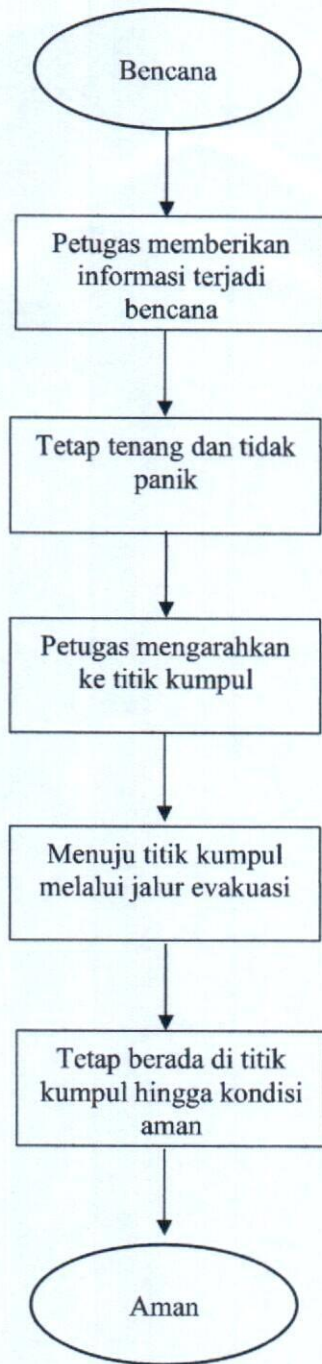 Bencana
Petugas memberikan
informasi terjadi
bencana
Tetap tenang dan tidak
panik
Petugas mengarahkan
ke titik kumpul
Menuju titik kumpul
melalui jalur evakuasi
Tetap berada di titik
kumpul hingga kondisi
aman
Aman